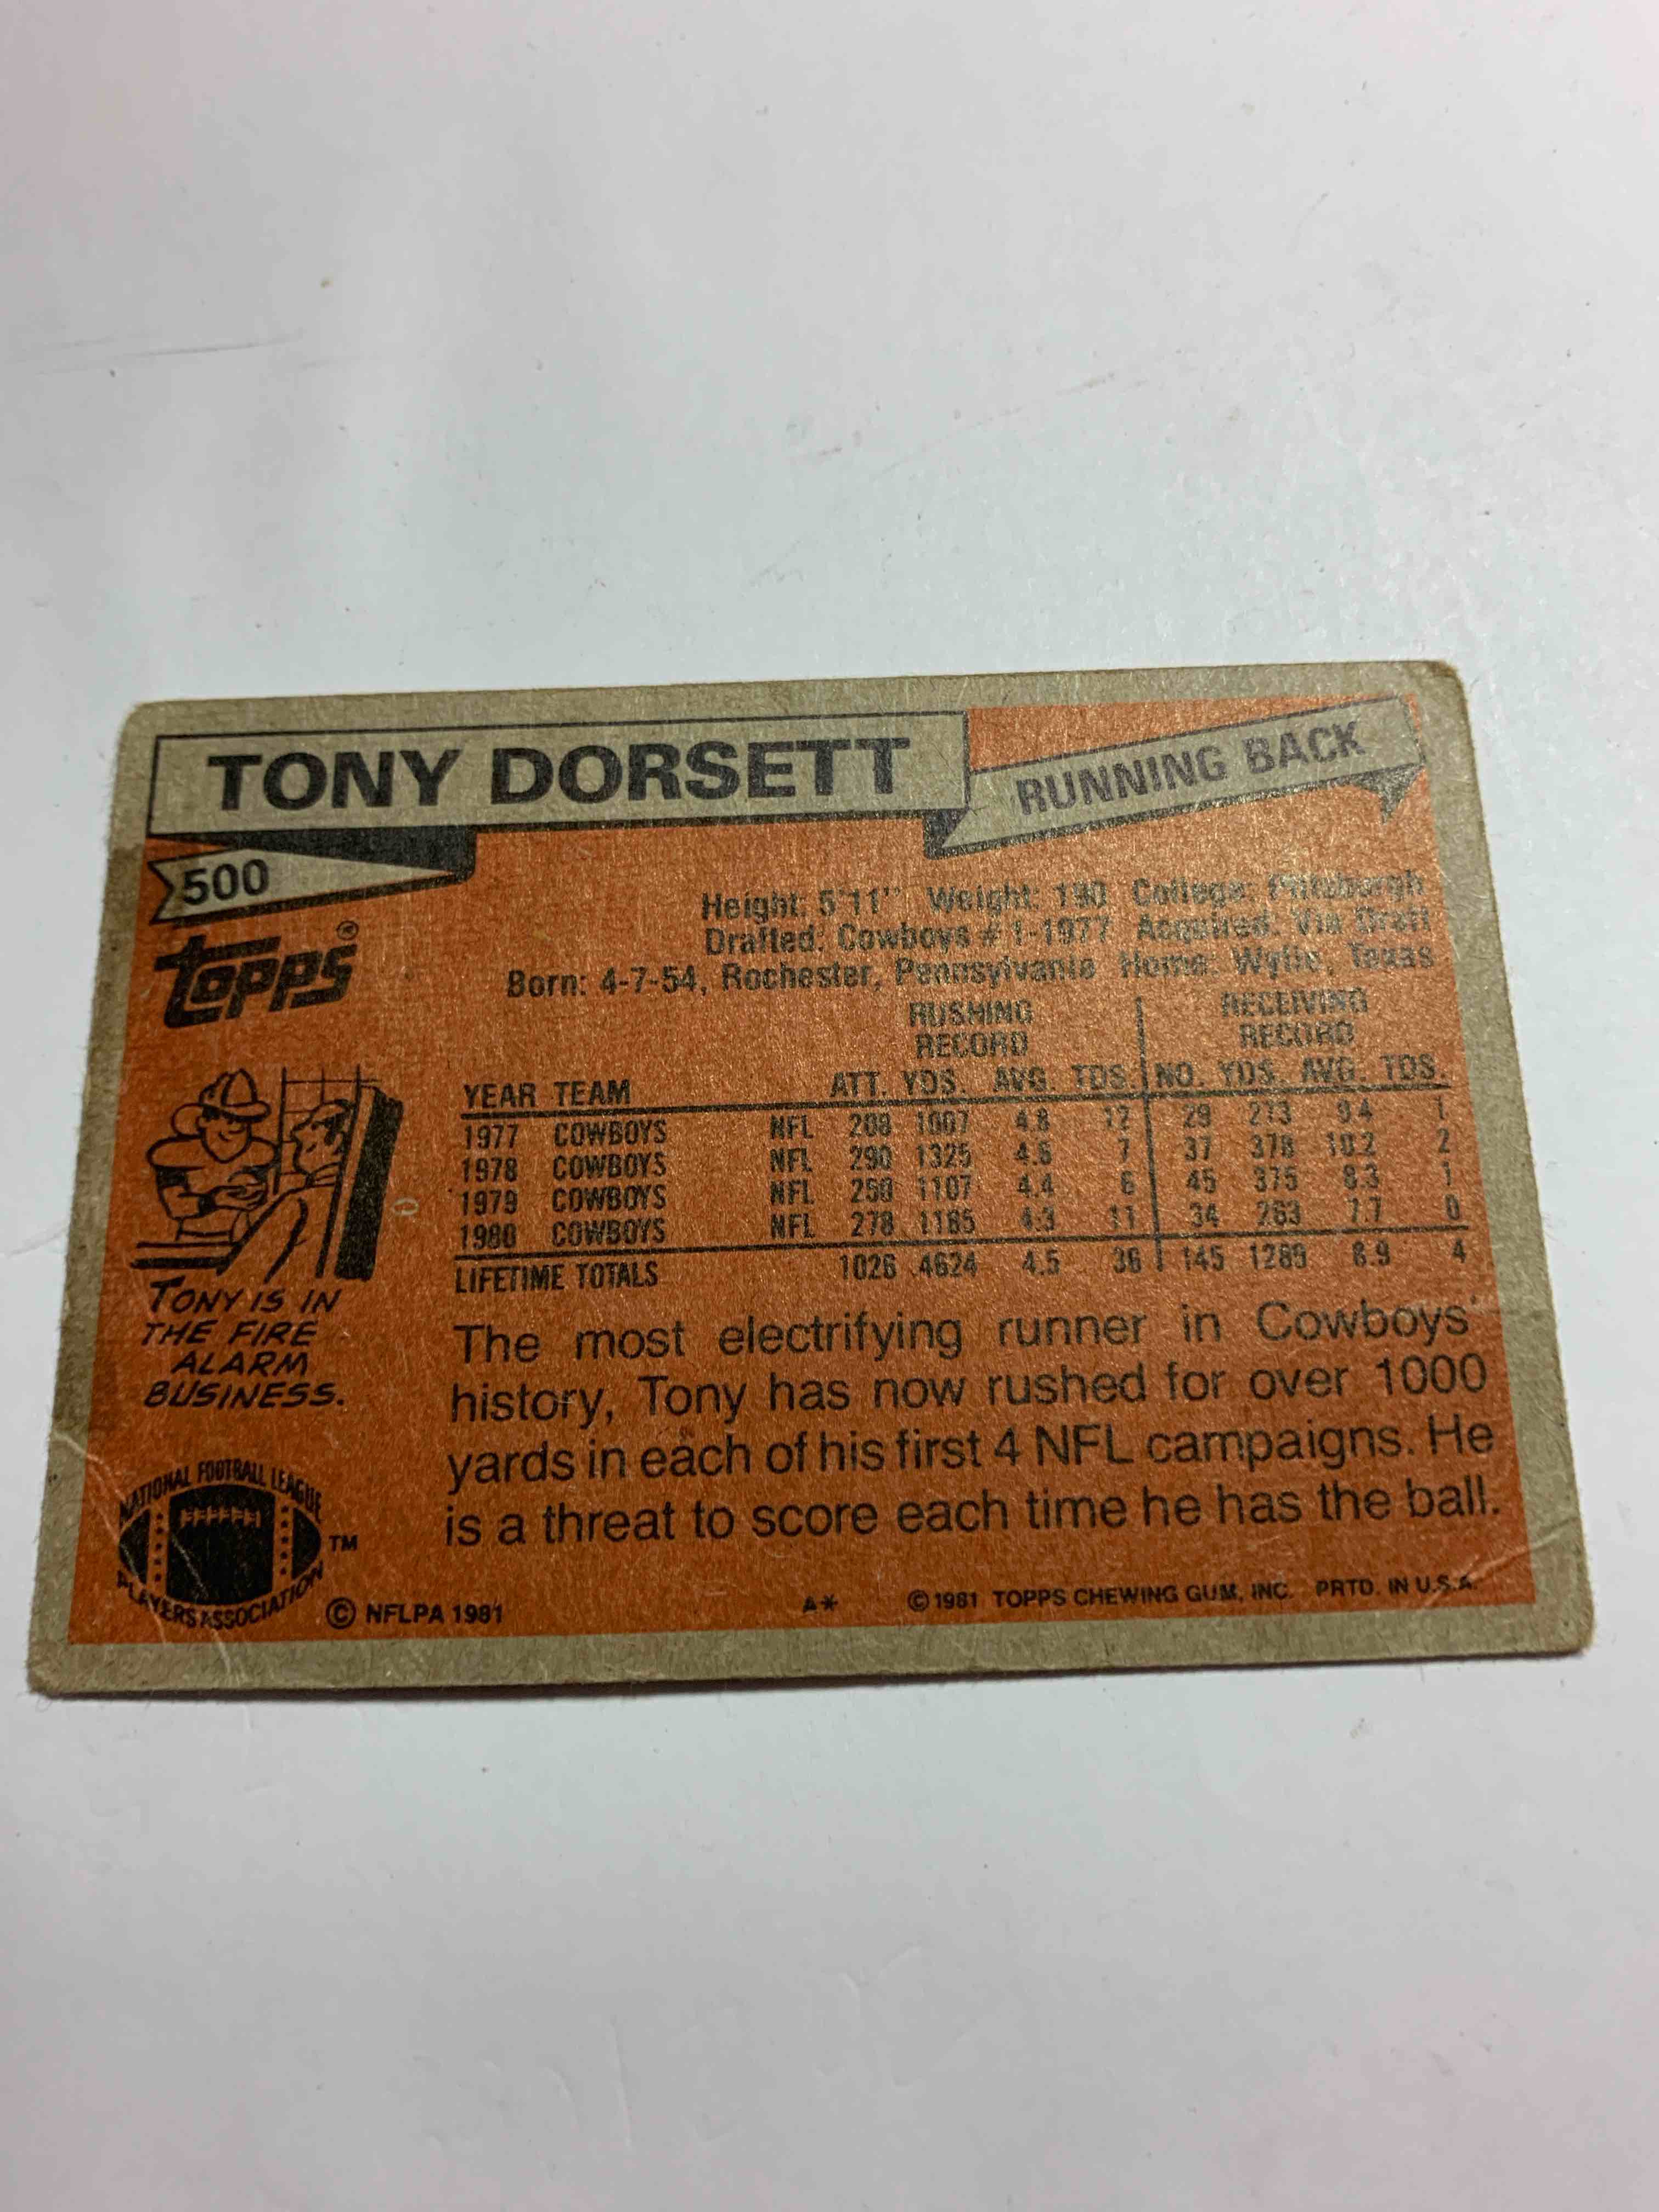 TONY DORSETT
RUNNING BACK
500
topps®
Height: 5'11" Weight: 190 College: Pittsburgh
Drafted: Cowboys #1-1977 Acquired: Via Draft
Born: 4-7-54, Rochester, Pennsylvania Home: Wylie, Texas
RUSHING RECEIVING
RECORD RECORD
YEAR TEAM ATT. YDS. AVG. TDS. NO. YDS. AVG. TDS.
1977 COWBOYS NFL 208 1007 4.8 12 29 273 9.4 1
1978 COWBOYS NFL 290 1325 4.6 7 37 378 10.2 2
1979 COWBOYS NFL 250 1107 4.4 6 45 375 8.3 1
1980 COWBOYS NFL 278 1185 4.3 11 34 263 7.7 0
LIFETIME TOTALS 1026 4624 4.5 36 145 1289 8.9 4
TONY IS IN
THE FIRE
ALARM
BUSINESS.
The most electrifying runner in Cowboys'
history, Tony has now rushed for over 1000
yards in each of his first 4 NFL campaigns. He
is a threat to score each time he has the ball.
NATIONAL FOOTBALL LEAGUE
PLAYERS ASSOCIATION
TM
© NFLPA 1981
A*
© 1981 TOPPS CHEWING GUM, INC. PRTD. IN U.S.A.